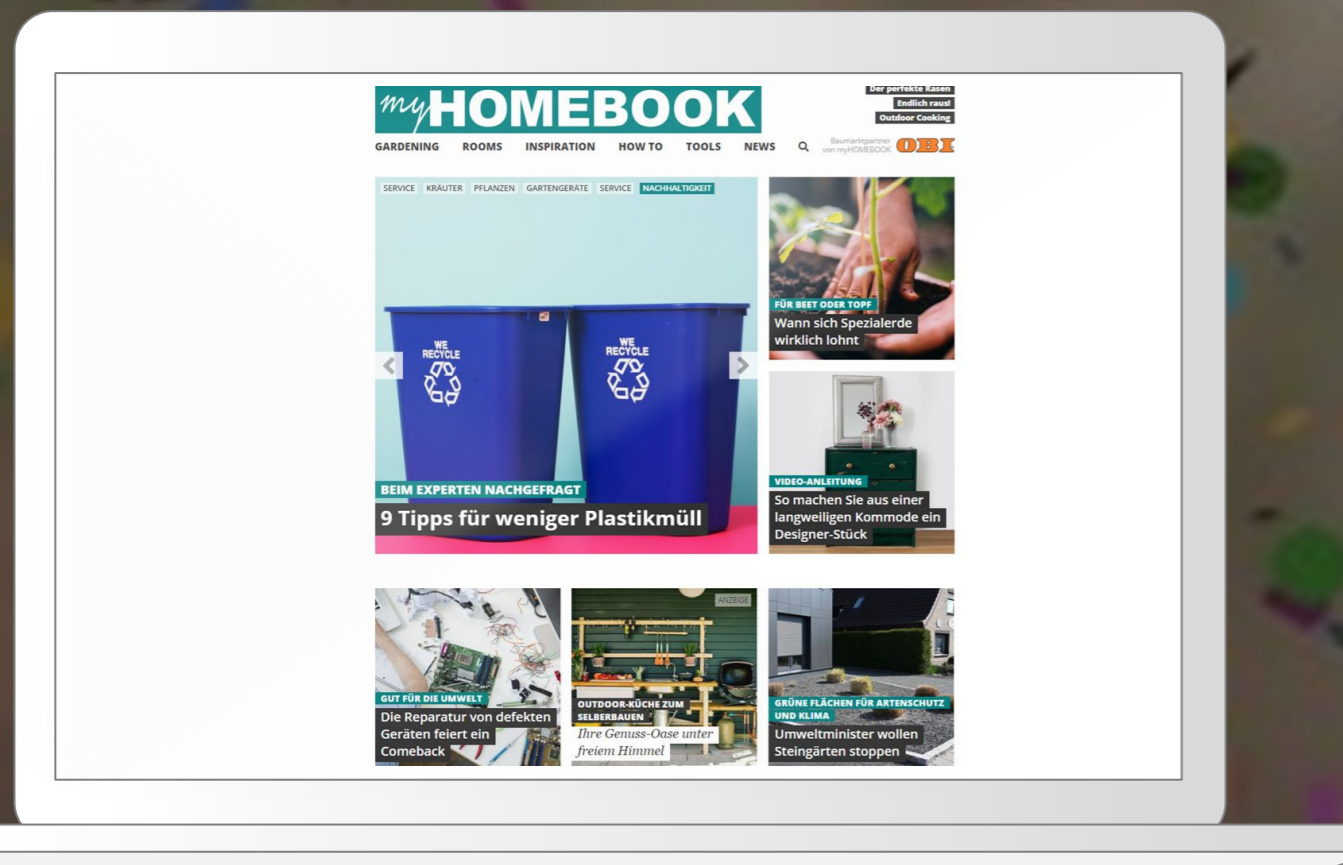 myHOMEBOOK
Der perfekte Rasen
Endlich raus!
Outdoor Cooking
GARDENING ROOMS INSPIRATION HOW TO TOOLS NEWS
Baumarktpartner
von myHOMEBOOK
OBI
SERVICE KRÄUTER PFLANZEN GARTENGERÄTE SERVICE NACHHALTIGKEIT
WE
RECYCLE
WE
RECYCLE
BEIM EXPERTEN NACHGEFRAGT
9 Tipps für weniger Plastikmüll
FÜR BEET ODER TOPF
Wann sich Spezialerde
wirklich lohnt
VIDEO-ANLEITUNG
So machen Sie aus einer
langweiligen Kommode ein
Designer-Stück
GUT FÜR DIE UMWELT
Die Reparatur von defekten
Geräten feiert ein
Comeback
ANZEIGE
OUTDOOR-KÜCHE ZUM
SELBERBAUEN
Ihre Genuss-Oase unter
freiem Himmel
GRÜNE FLÄCHEN FÜR ARTENSCHUTZ
UND KLIMA
Umweltminister wollen
Steingärten stoppen